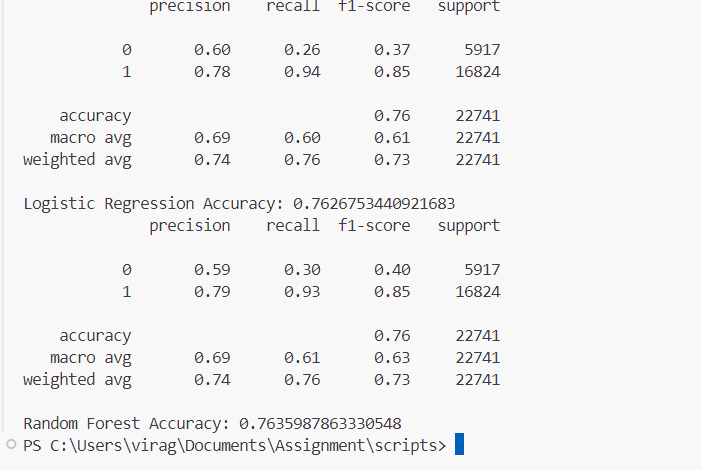 precision recall f1-score support
0 0.60 0.26 0.37 5917
1 0.78 0.94 0.85 16824
accuracy 0.76 22741
macro avg 0.69 0.60 0.61 22741
weighted avg 0.74 0.76 0.73 22741
Logistic Regression Accuracy: 0.7626753440921683
precision recall f1-score support
0 0.59 0.30 0.40 5917
1 0.79 0.93 0.85 16824
accuracy 0.76 22741
macro avg 0.69 0.61 0.63 22741
weighted avg 0.74 0.76 0.73 22741
Random Forest Accuracy: 0.7635987863330548
PS C:\Users\virag\Documents\Assignment\scripts>